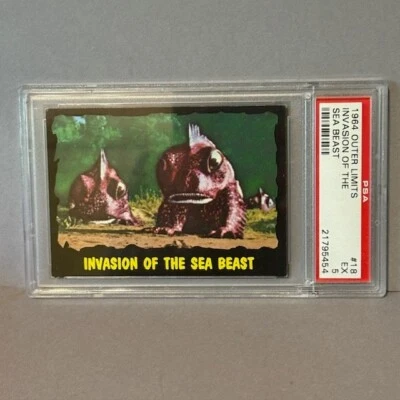 INVASION OF THE SEA BEAST
PSA
1964 OUTER LIMITS #18
INVASION OF THE EX
SEA BEAST 5
21795454